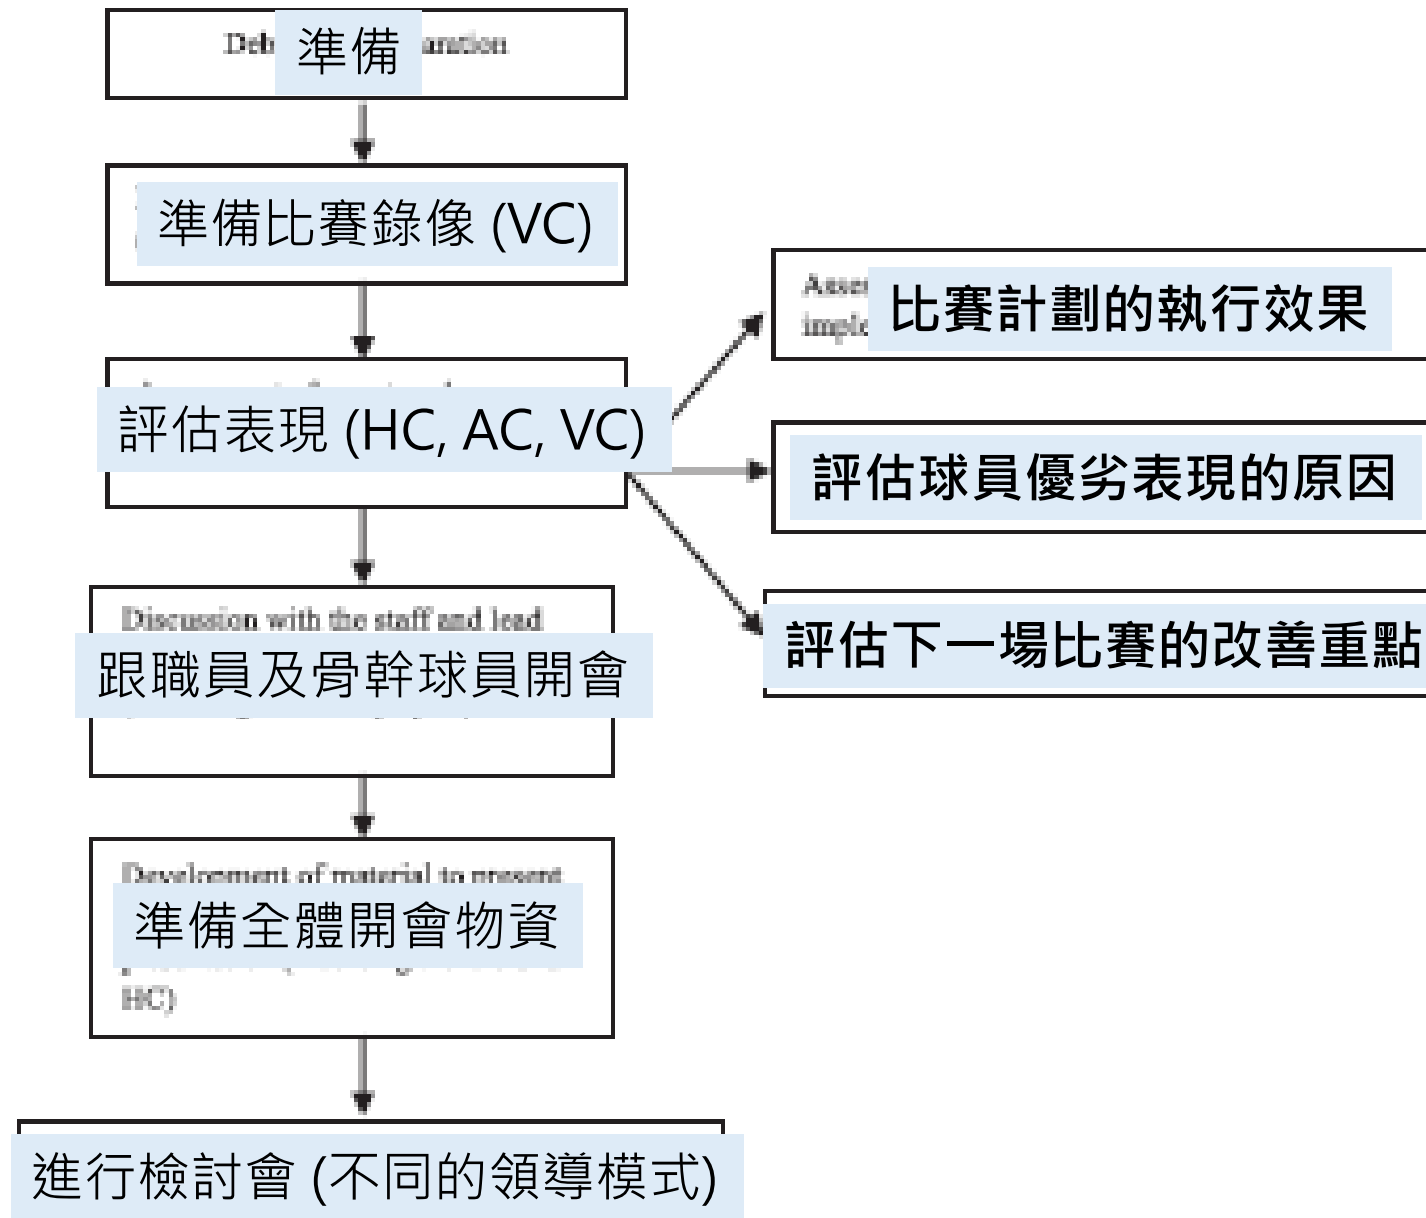 準備
準備比賽錄像 (VC)
比賽計劃的執行效果
評估表現 (HC, AC, VC)
評估球員優劣表現的原因
評估下一場比賽的改善重點
Discussion with the staff and lead
跟職員及骨幹球員開會
Development of material to present
準備全體開會物資
HC)
進行檢討會 (不同的領導模式)